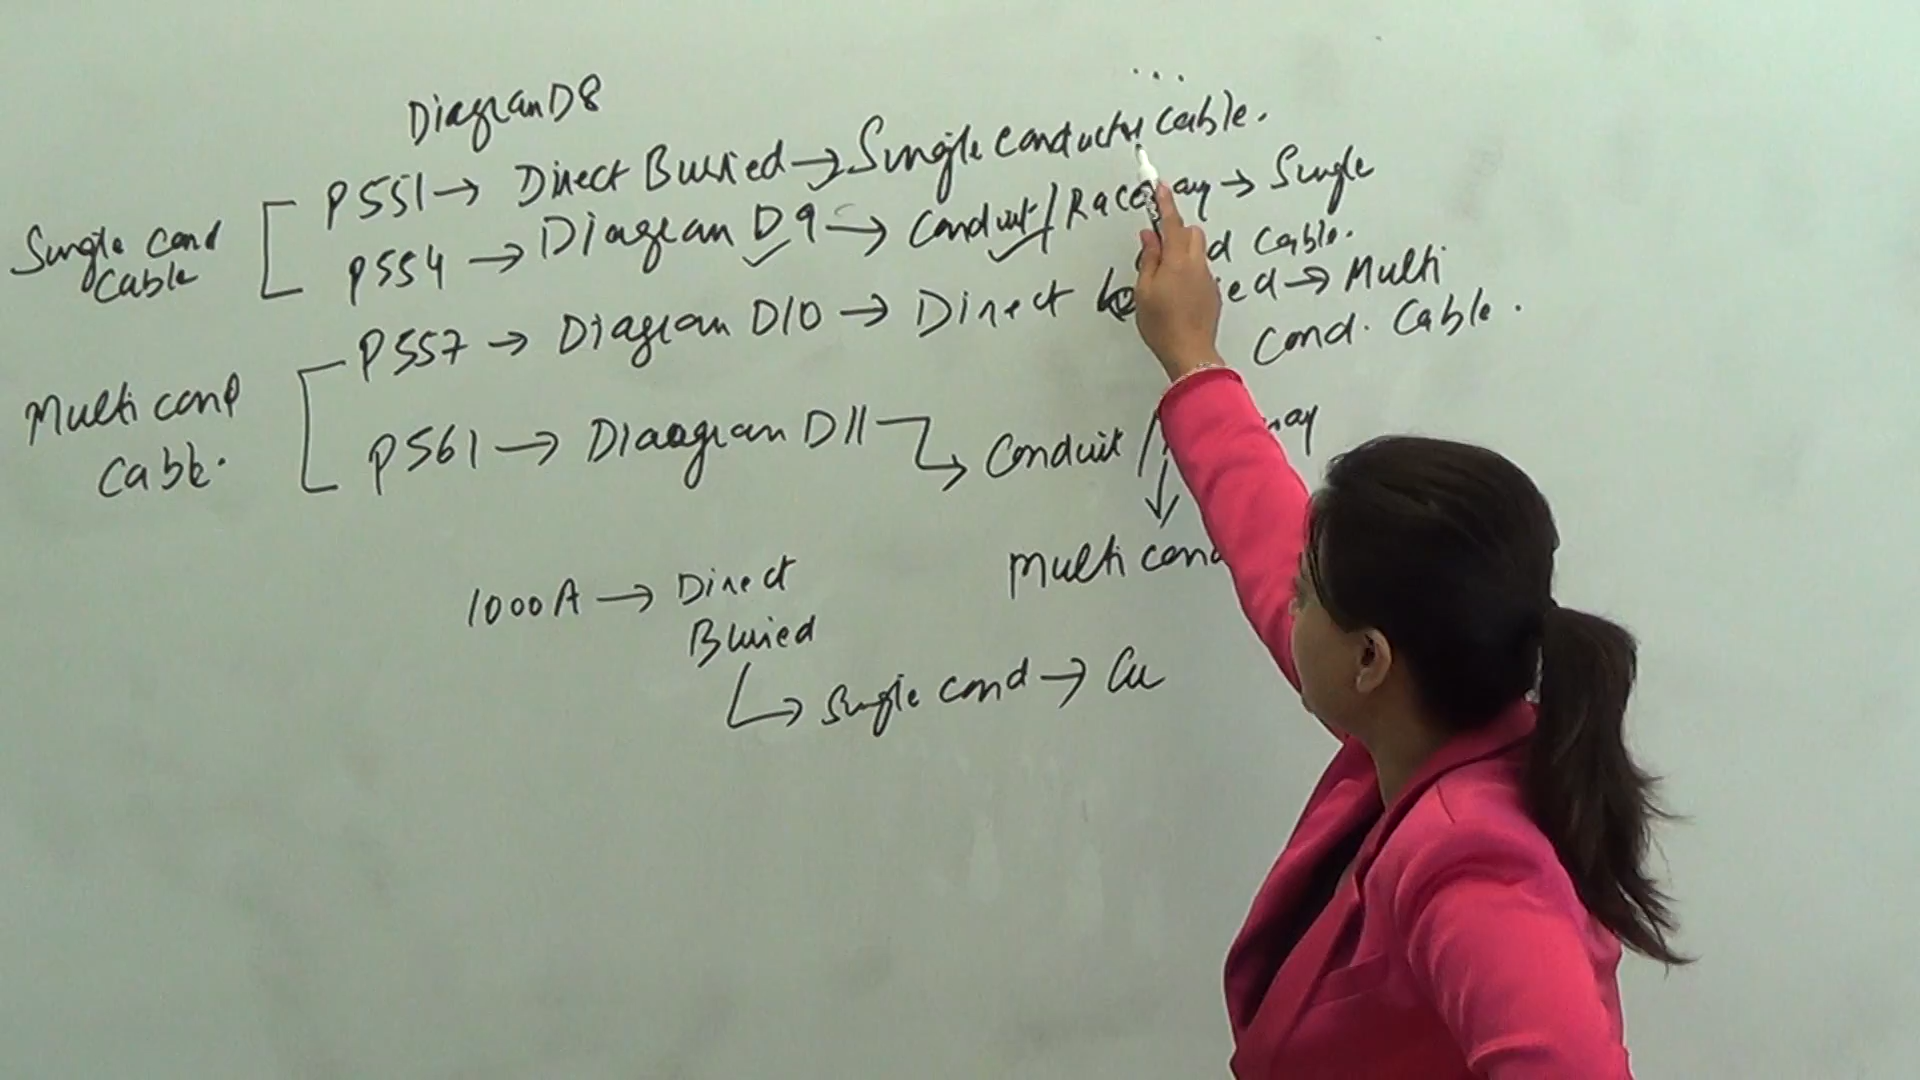 Diagram D8
Single cond Cable
P551 → Direct Buried → Single conductor cable.
P554 → Diagram D9 → Conduit / Raceway → Single
d Cable.
P557 → Diagram D10 → Direct ied → Multi
Cond. Cable.
Multi cond Cable.
P561 → Diagram D11 → Conduit /
Multi cond
1000A → Direct
Buried
→ Single cond → Cu